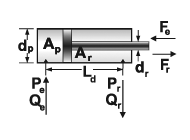 Fe
dp Ap Ar
Ld dr Fr
Pe Pr
Qe Qr